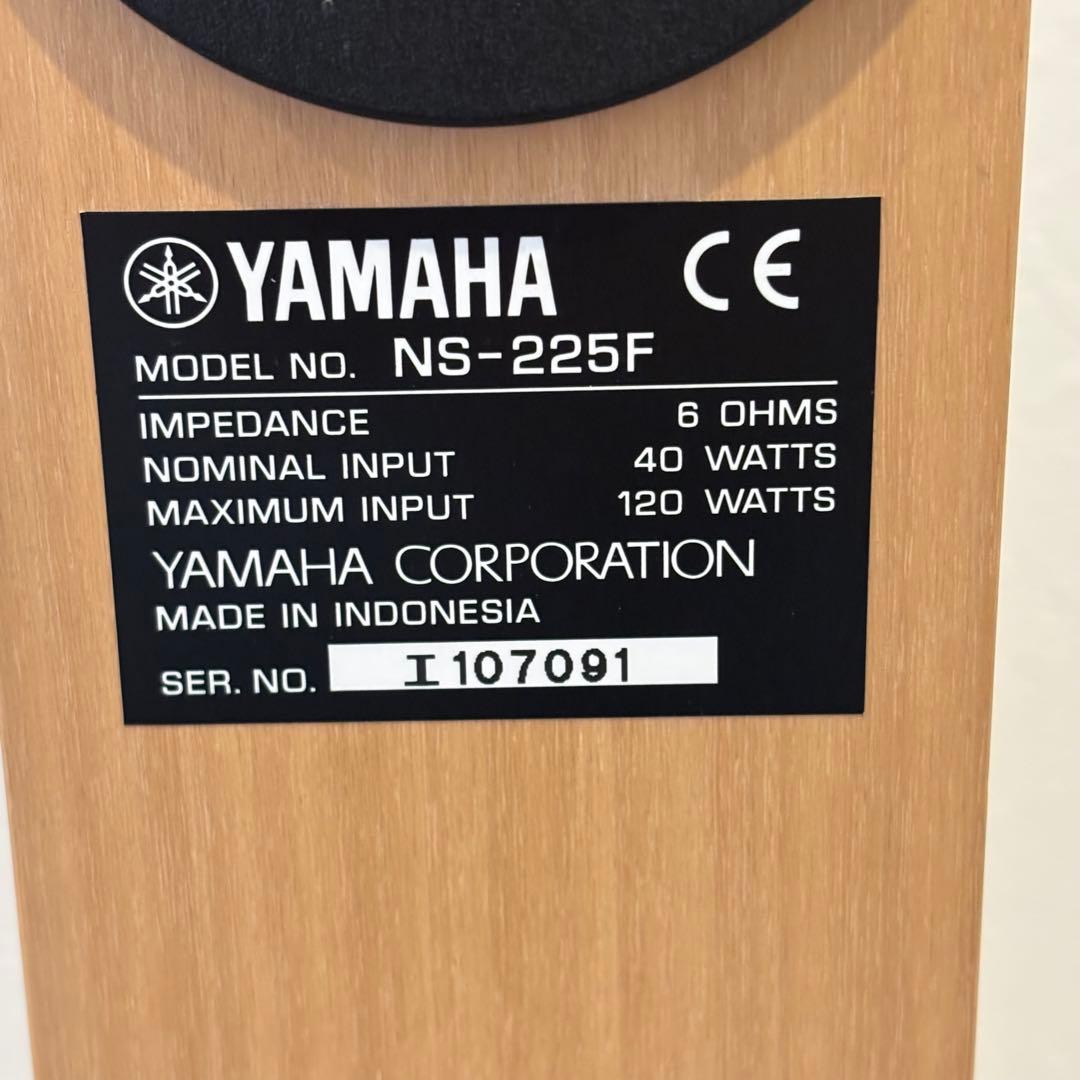 YAMAHA CE
MODEL NO. NS-225F
IMPEDANCE 6 OHMS
NOMINAL INPUT 40 WATTS
MAXIMUM INPUT 120 WATTS
YAMAHA CORPORATION
MADE IN INDONESIA
SER. NO. I107091